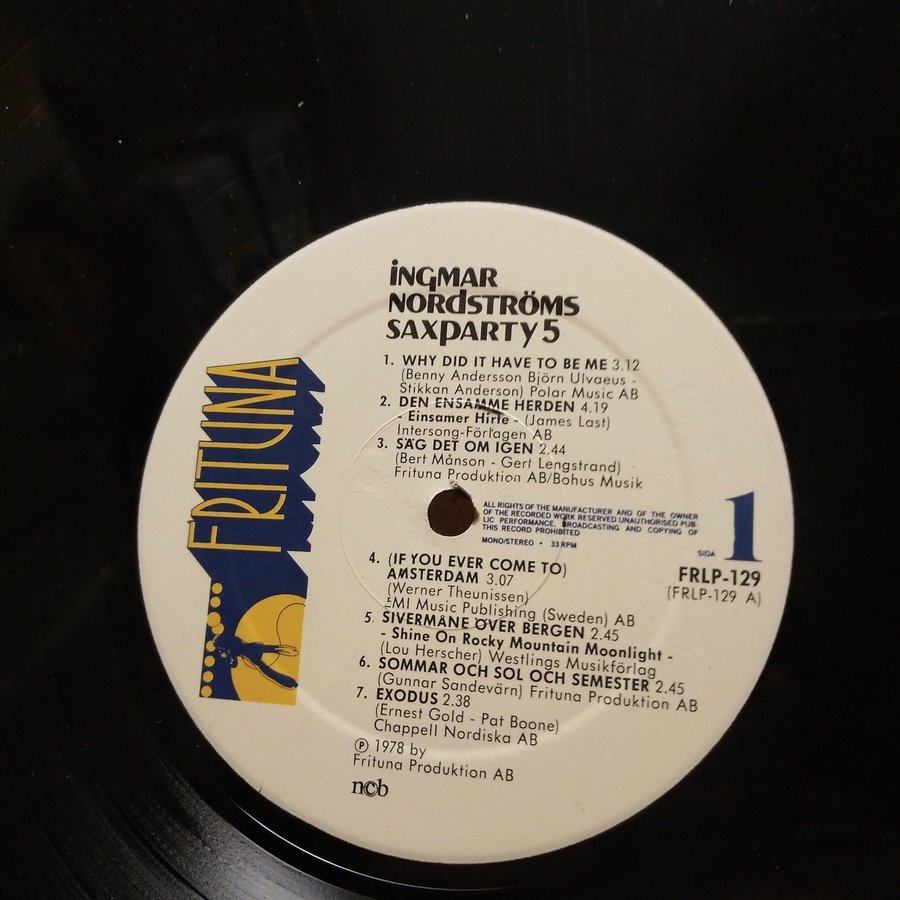 iNGMAR
NORdSTRÖMS
SAXPARTY 5
1. WHY DID IT HAVE TO BE ME 3.12
(Benny Andersson Björn Ulvaeus -
Stikkan Anderson) Polar Music AB
2. DEN ENSAMME HERDEN 4.19
- Einsamer Hirte - (James Last)
Intersong-Förlagen AB
3. SÄG DET OM IGEN 2.44
(Bert Månson - Gert Lengstrand)
Frituna Produktion AB/Bohus Musik
FRITUNA
ALL RIGHTS OF THE MANUFACTURER AND OF THE OWNER
OF THE RECORDED WORK RESERVED UNAUTHORISED PUB-
LIC PERFORMANCE, BROADCASTING AND COPYING OF
THIS RECORD PROHIBITED
MONO/STEREO • 33 RPM
SIDA 1
FRLP-129
(FRLP-129 A)
4. (IF YOU EVER COME TO)
AMSTERDAM 3.07
(Werner Theunissen)
EMI Music Publishing (Sweden) AB
5. SIVERMÅNE ÖVER BERGEN 2.45
- Shine On Rocky Mountain Moonlight -
(Lou Herscher) Westlings Musikförlag
6. SOMMAR OCH SOL OCH SEMESTER 2.45
(Gunnar Sandevärn) Frituna Produktion AB
7. EXODUS 2.38
(Ernest Gold - Pat Boone)
Chappell Nordiska AB
℗ 1978 by
Frituna Produktion AB
ncb